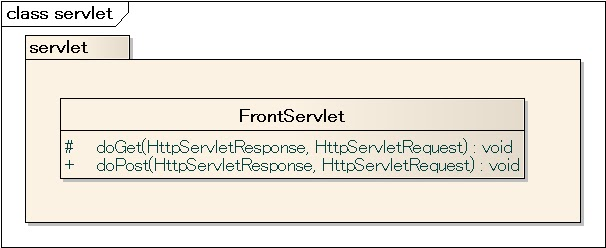 class servlet
servlet
FrontServlet
# doGet(HttpServletResponse, HttpServletRequest) : void
+ doPost(HttpServletResponse, HttpServletRequest) : void